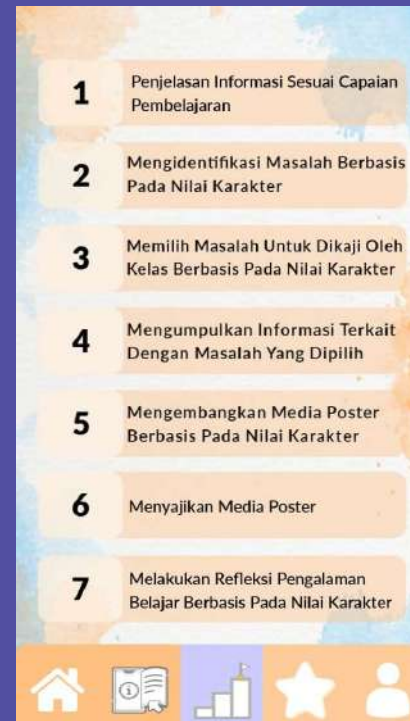 1
Penjelasan Informasi Sesuai Capaian
Pembelajaran
2
Mengidentifikasi Masalah Berbasis
Pada Nilai Karakter
3
Memilih Masalah Untuk Dikaji Oleh
Kelas Berbasis Pada Nilai Karakter
4
Mengumpulkan Informasi Terkait
Dengan Masalah Yang Dipilih
5
Mengembangkan Media Poster
Berbasis Pada Nilai Karakter
6
Menyajikan Media Poster
7
Melakukan Refleksi Pengalaman
Belajar Berbasis Pada Nilai Karakter